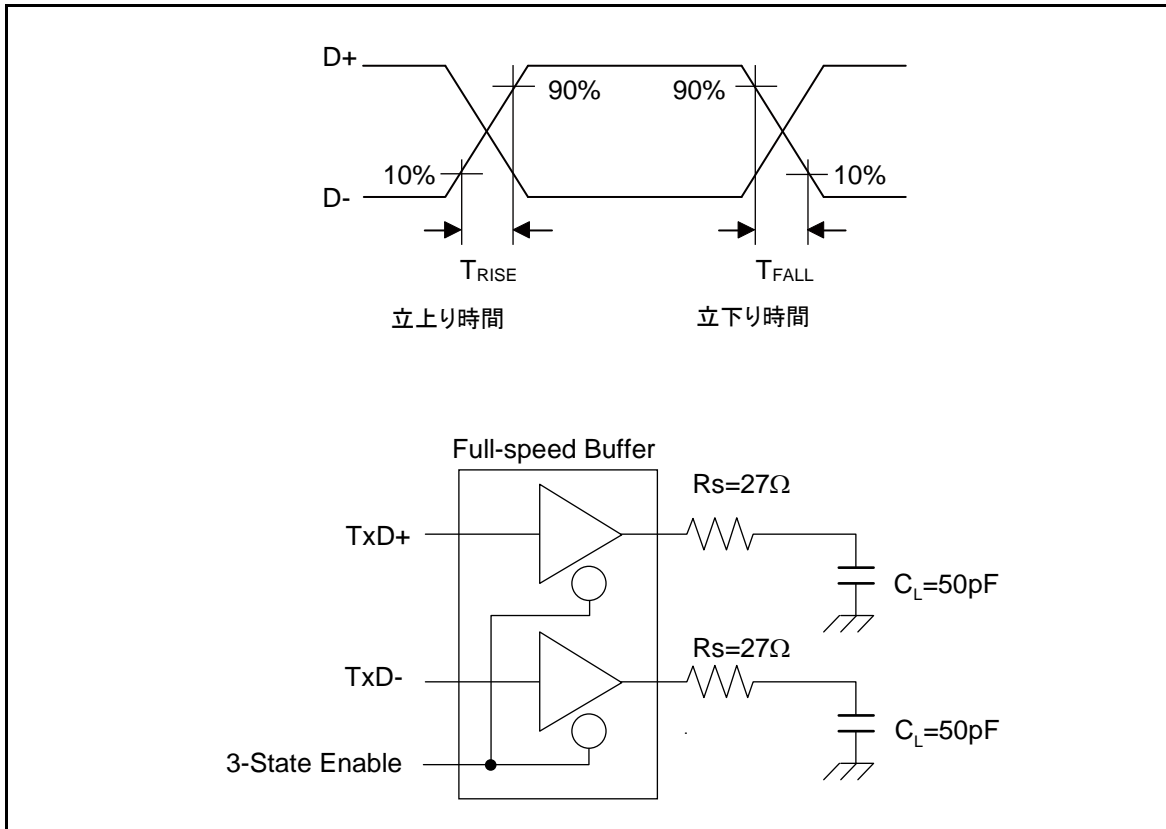 D+
90% 90%
10% 10%
D-
TRISE TFALL
立上り時間 立下り時間
Full-speed Buffer
Rs=27Ω
TxD+
CL=50pF
Rs=27Ω
TxD-
CL=50pF
3-State Enable